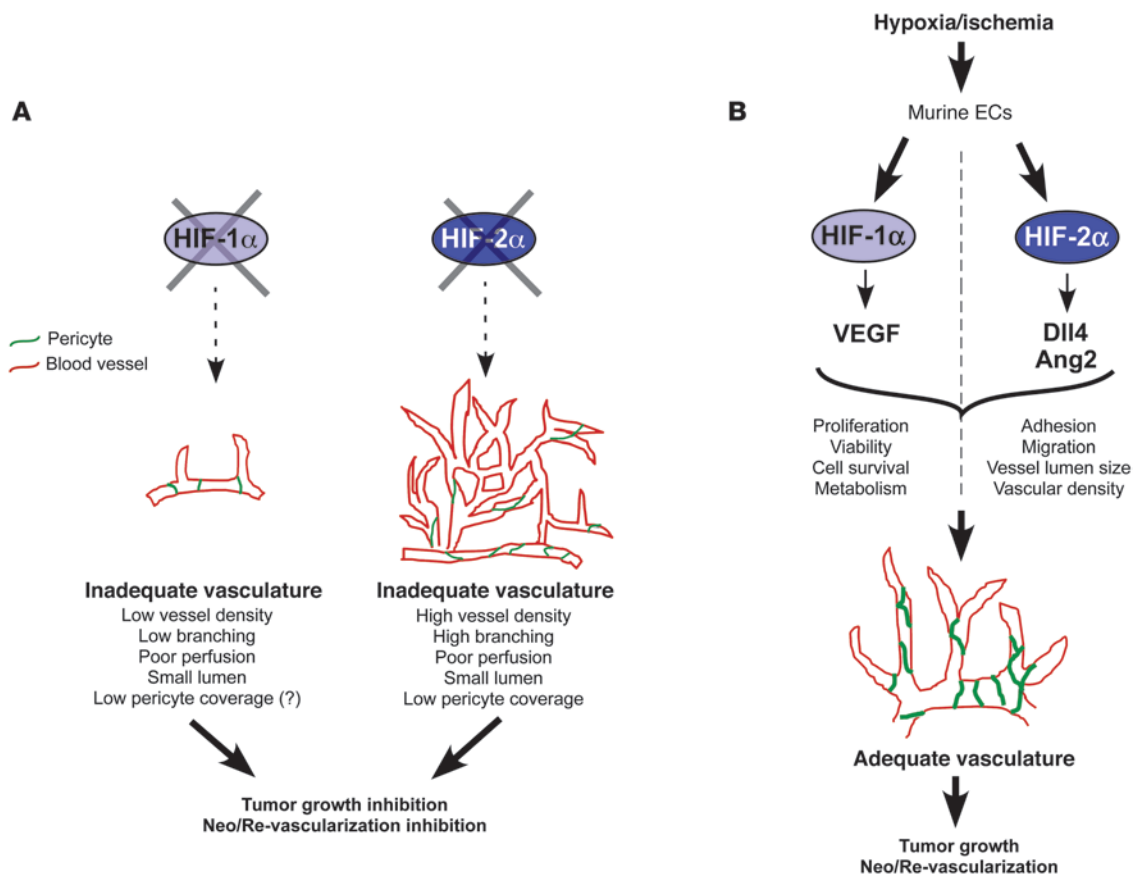 A
HIF-1α
HIF-2α
Pericyte
Blood vessel
Inadequate vasculature
Low vessel density
Low branching
Poor perfusion
Small lumen
Low pericyte coverage (?)
Inadequate vasculature
High vessel density
High branching
Poor perfusion
Small lumen
Low pericyte coverage
Tumor growth inhibition
Neo/Re-vascularization inhibition
B
Hypoxia/ischemia
Murine ECs
HIF-1α
HIF-2α
VEGF
Dll4
Ang2
Proliferation
Viability
Cell survival
Metabolism
Adhesion
Migration
Vessel lumen size
Vascular density
Adequate vasculature
Tumor growth
Neo/Re-vascularization